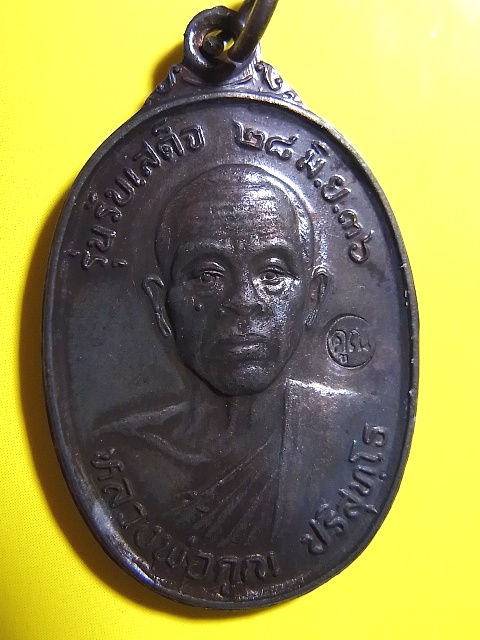 รุ่นรับเสด็จ ๒๘ มิ.ย.๓๖
คูณ
หลวงพ่อคูณ ปริสุทฺโธ